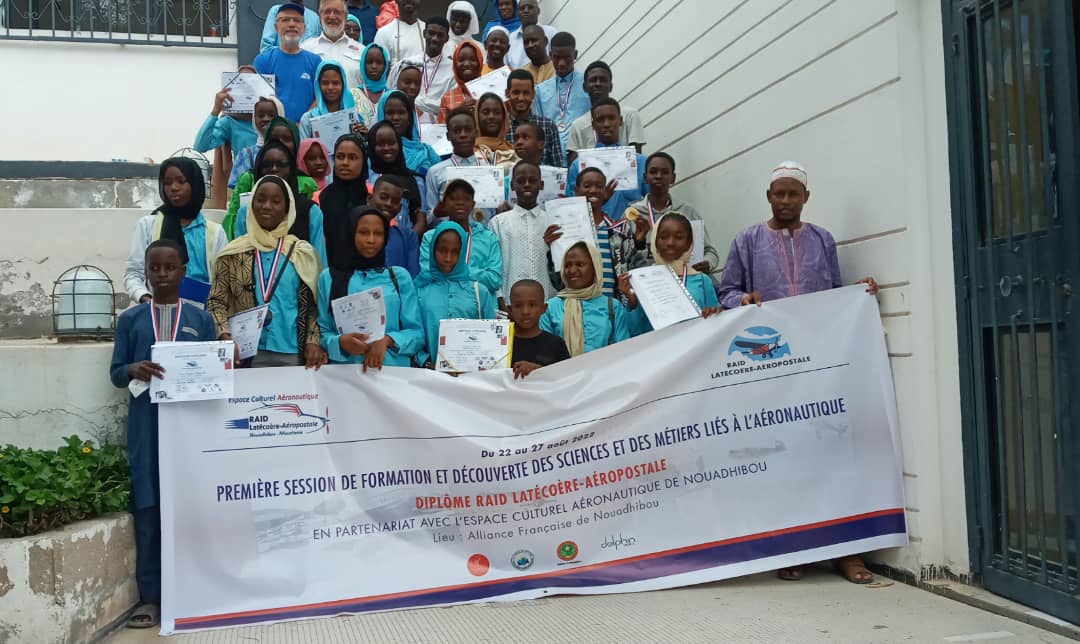 Espace Culturel Aéronautique
RAID
Latécoère-Aéropostale
Nouadhibou - Mauritanie
RAID
LATÉCOÈRE-AÉROPOSTALE
Du 22 au 27 août 2022
PREMIÈRE SESSION DE FORMATION ET DÉCOUVERTE DES SCIENCES ET DES MÉTIERS LIÉS À L'AÉRONAUTIQUE
DIPLÔME RAID LATÉCOÈRE-AÉROPOSTALE
EN PARTENARIAT AVEC L'ESPACE CULTUREL AÉRONAUTIQUE DE NOUADHIBOU
Lieu : Alliance Française de Nouadhibou
dolphin